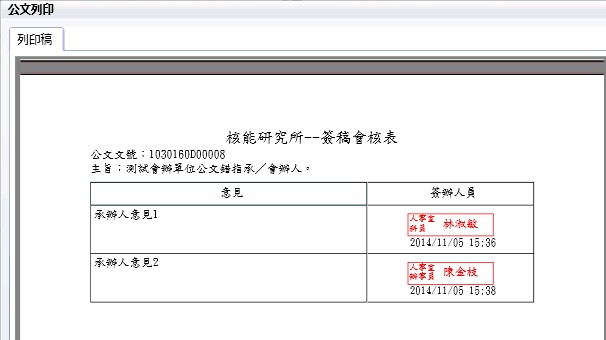 公文列印
列印稿
核能研究所--簽稿會核表
公文文號：1030160D00008
主旨：測試會辦單位公文錯指承／會辦人。
意見
簽辦人員
承辦人意見1
人事室
科員
林淑敏
2014/11/05 15:36
承辦人意見2
人事室
辦事員
陳金枝
2014/11/05 15:38